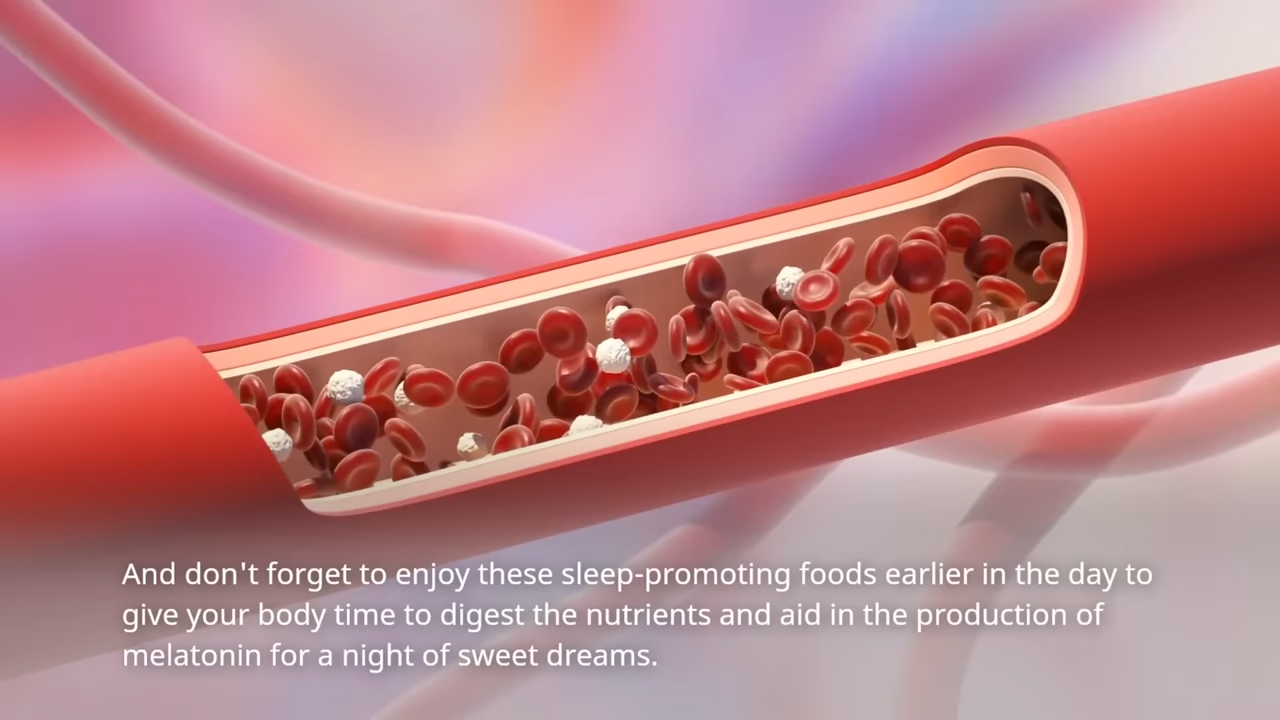 And don't forget to enjoy these sleep-promoting foods earlier in the day to
give your body time to digest the nutrients and aid in the production of
melatonin for a night of sweet dreams.